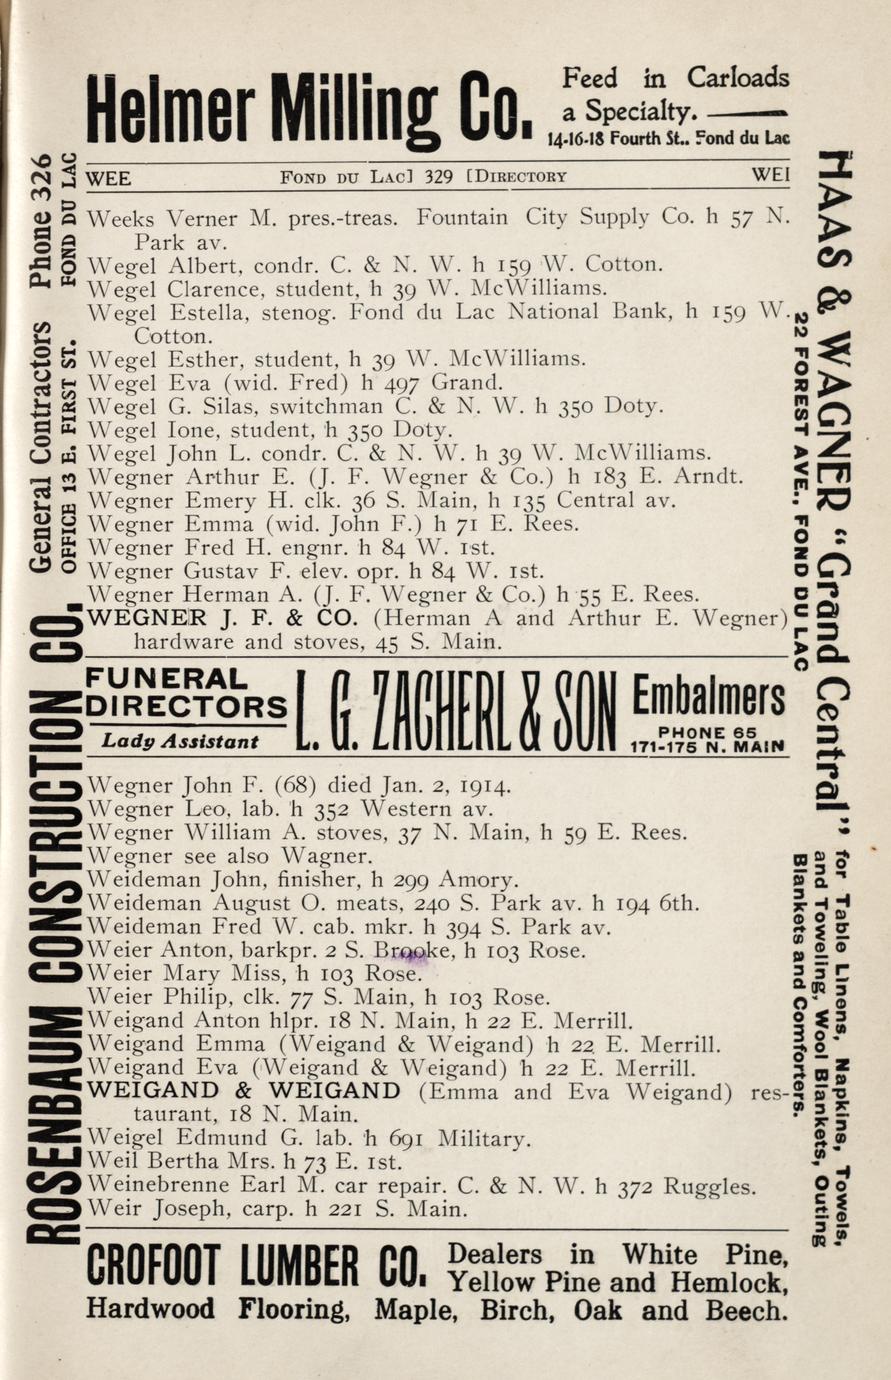 Helmer Milling Co.
Feed in Carloads
a Specialty.
14-16-18 Fourth St.. Fond du Lac
WEE FOND DU LAC] 329 [DIRECTORY WEI
Weeks Verner M. pres.-treas. Fountain City Supply Co. h 57 N.
Park av.
Wegel Albert, condr. C. & N. W. h 159 W. Cotton.
Wegel Clarence, student, h 39 W. McWilliams.
Wegel Estella, stenog. Fond du Lac National Bank, h 159 W.
Cotton.
Wegel Esther, student, h 39 W. McWilliams.
Wegel Eva (wid. Fred) h 497 Grand.
Wegel G. Silas, switchman C. & N. W. h 350 Doty.
Wegel Ione, student, h 350 Doty.
Wegel John L. condr. C. & N. W. h 39 W. McWilliams.
Wegner Arthur E. (J. F. Wegner & Co.) h 183 E. Arndt.
Wegner Emery H. clk. 36 S. Main, h 135 Central av.
Wegner Emma (wid. John F.) h 71 E. Rees.
Wegner Fred H. engnr. h 84 W. 1st.
Wegner Gustav F. elev. opr. h 84 W. 1st.
Wegner Herman A. (J. F. Wegner & Co.) h 55 E. Rees.
WEGNER J. F. & CO. (Herman A and Arthur E. Wegner)
hardware and stoves, 45 S. Main.
FUNERAL
DIRECTORS
Lady Assistant
L. G. ZACHERL & SON
Embalmers
PHONE 65
171-175 N. MAIN
Wegner John F. (68) died Jan. 2, 1914.
Wegner Leo, lab. h 352 Western av.
Wegner William A. stoves, 37 N. Main, h 59 E. Rees.
Wegner see also Wagner.
Weideman John, finisher, h 299 Amory.
Weideman August O. meats, 240 S. Park av. h 194 6th.
Weideman Fred W. cab. mkr. h 394 S. Park av.
Weier Anton, barkpr. 2 S. Brooke, h 103 Rose.
Weier Mary Miss, h 103 Rose.
Weier Philip, clk. 77 S. Main, h 103 Rose.
Weigand Anton hlpr. 18 N. Main, h 22 E. Merrill.
Weigand Emma (Weigand & Weigand) h 22 E. Merrill.
Weigand Eva (Weigand & Weigand) h 22 E. Merrill.
WEIGAND & WEIGAND (Emma and Eva Weigand) res-
taurant, 18 N. Main.
Weigel Edmund G. lab. h 691 Military.
Weil Bertha Mrs. h 73 E. 1st.
Weinebrenne Earl M. car repair. C. & N. W. h 372 Ruggles.
Weir Joseph, carp. h 221 S. Main.
CROFOOT LUMBER CO.
Dealers in White Pine,
Yellow Pine and Hemlock,
Hardwood Flooring, Maple, Birch, Oak and Beech.
ROSENBAUM CONSTRUCTION CO.
General Contractors Phone 326
OFFICE 13 E. FIRST ST. FOND DU LAC
HAAS & WAGNER "Grand Central"
22 FOREST AVE., FOND DU LAC
for Table Linens, Napkins, Towels,
and Toweling, Wool Blankets, Outing
Blankets and Comforters.